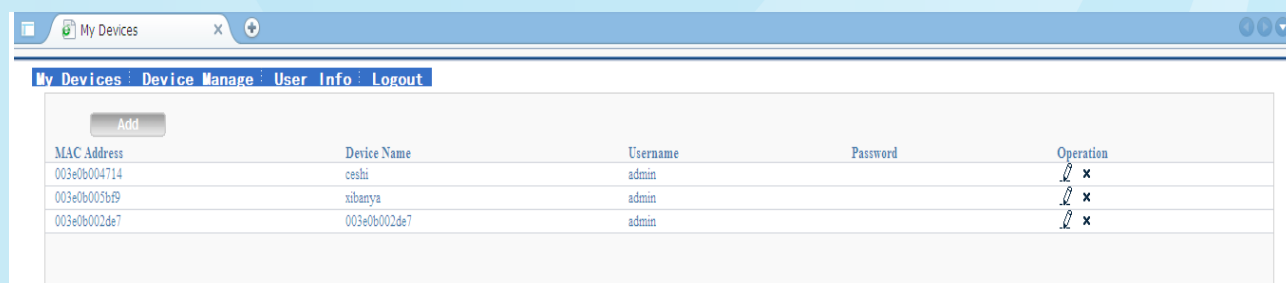 My Devices
My Devices Device Manage User Info Logout
Add
MAC Address Device Name Username Password Operation
003e0b004714 ceshi admin
003e0b005bf9 xibanya admin
003e0b002de7 003e0b002de7 admin